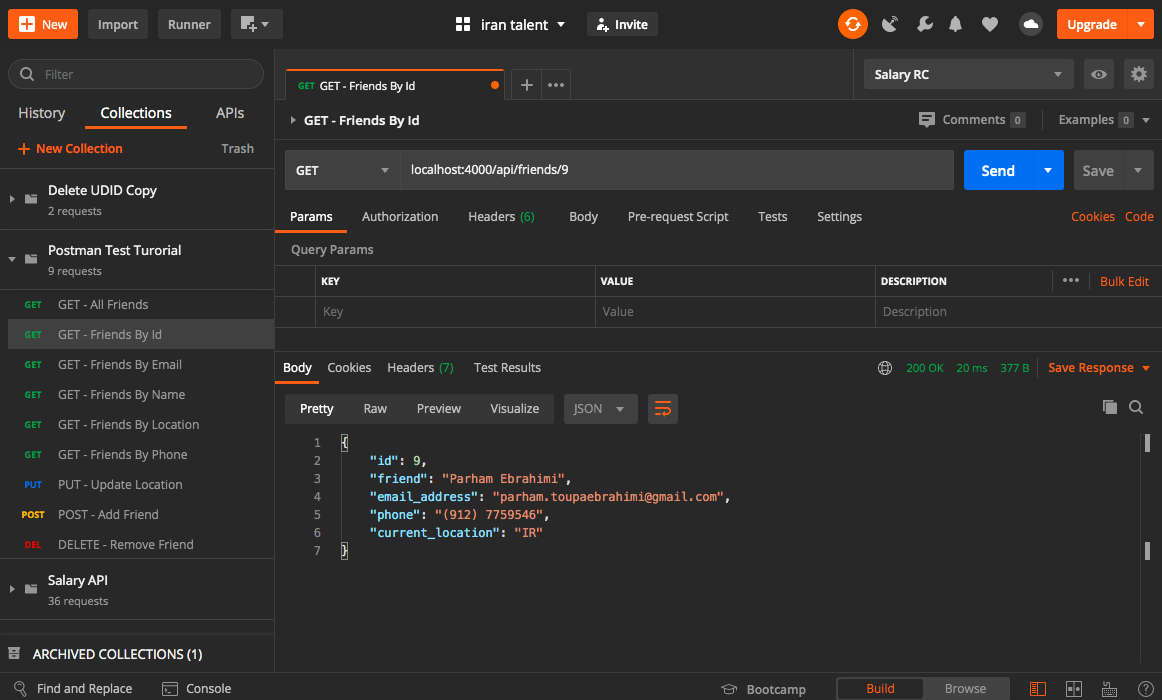 New Import Runner iran talent Invite Upgrade
Filter
History Collections APIs
New Collection Trash
Delete UDID Copy
2 requests
Postman Test Turorial
9 requests
GET GET - All Friends
GET GET - Friends By Id
GET GET - Friends By Email
GET GET - Friends By Name
GET GET - Friends By Location
GET GET - Friends By Phone
PUT PUT - Update Location
POST POST - Add Friend
DEL DELETE - Remove Friend
Salary API
36 requests
ARCHIVED COLLECTIONS (1)
GET GET - Friends By Id
Salary RC
GET - Friends By Id Comments 0 Examples 0
GET localhost:4000/api/friends/9 Send Save
Params Authorization Headers (6) Body Pre-request Script Tests Settings Cookies Code
Query Params
KEY VALUE DESCRIPTION Bulk Edit
Key Value Description
Body Cookies Headers (7) Test Results 200 OK 20 ms 377 B Save Response
Pretty Raw Preview Visualize JSON
1 {
2 "id": 9,
3 "friend": "Parham Ebrahimi",
4 "email_address": "parham.toupaebrahimi@gmail.com",
5 "phone": "(912) 7759546",
6 "current_location": "IR"
7 }
Find and Replace Console Bootcamp Build Browse